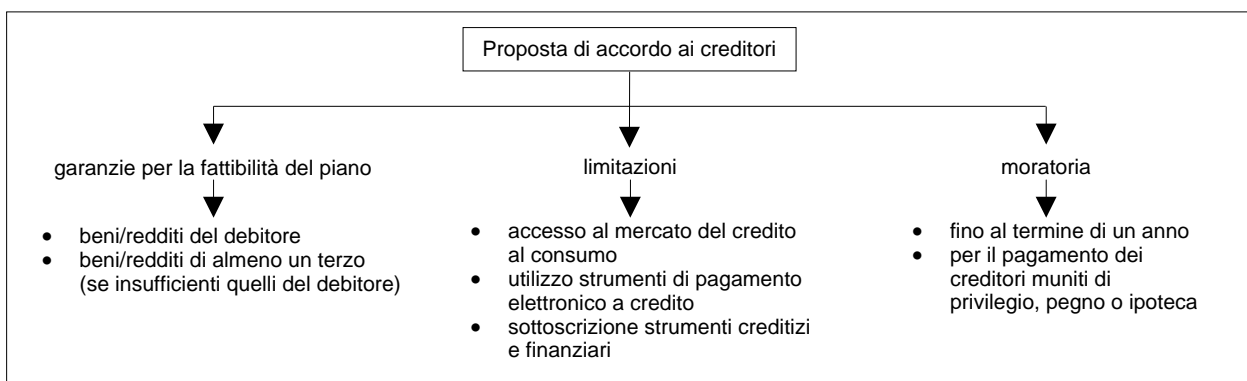 Proposta di accordo ai creditori
garanzie per la fattibilità del piano
• beni/redditi del debitore
• beni/redditi di almeno un terzo
(se insufficienti quelli del debitore)
limitazioni
• accesso al mercato del credito
al consumo
• utilizzo strumenti di pagamento
elettronico a credito
• sottoscrizione strumenti creditizi
e finanziari
moratoria
• fino al termine di un anno
• per il pagamento dei
creditori muniti di
privilegio, pegno o ipoteca